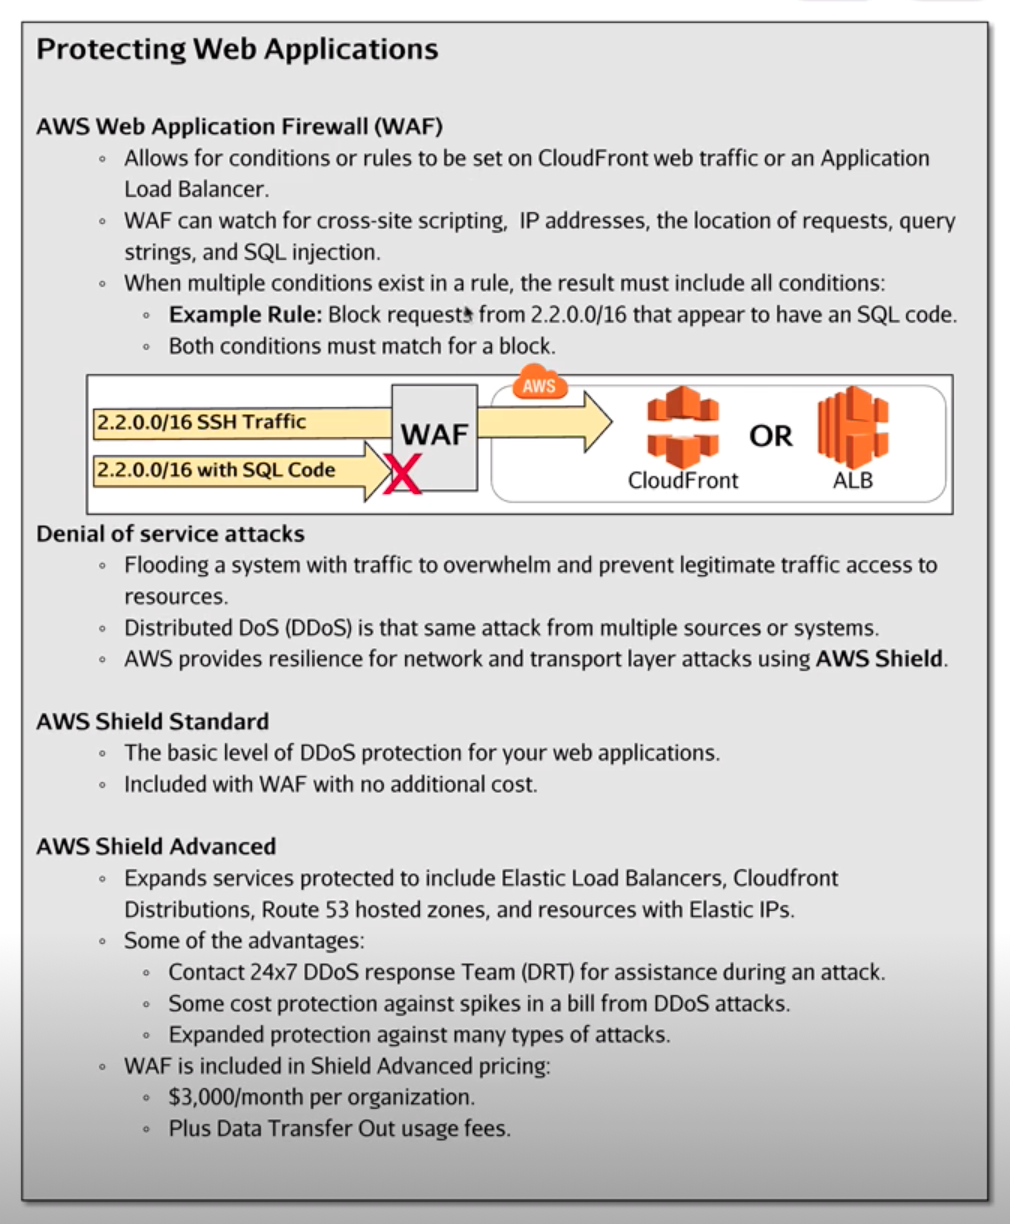 Protecting Web Applications
AWS Web Application Firewall (WAF)
◦ Allows for conditions or rules to be set on CloudFront web traffic or an Application
Load Balancer.
◦ WAF can watch for cross-site scripting, IP addresses, the location of requests, query
strings, and SQL injection.
◦ When multiple conditions exist in a rule, the result must include all conditions:
◦ Example Rule: Block requests from 2.2.0.0/16 that appear to have an SQL code.
◦ Both conditions must match for a block.
AWS
2.2.0.0/16 SSH Traffic
WAF
OR
2.2.0.0/16 with SQL Code
X
CloudFront
ALB
Denial of service attacks
◦ Flooding a system with traffic to overwhelm and prevent legitimate traffic access to
resources.
◦ Distributed DoS (DDoS) is that same attack from multiple sources or systems.
◦ AWS provides resilience for network and transport layer attacks using AWS Shield.
AWS Shield Standard
◦ The basic level of DDoS protection for your web applications.
◦ Included with WAF with no additional cost.
AWS Shield Advanced
◦ Expands services protected to include Elastic Load Balancers, Cloudfront
Distributions, Route 53 hosted zones, and resources with Elastic IPs.
◦ Some of the advantages:
◦ Contact 24x7 DDoS response Team (DRT) for assistance during an attack.
◦ Some cost protection against spikes in a bill from DDoS attacks.
◦ Expanded protection against many types of attacks.
◦ WAF is included in Shield Advanced pricing:
◦ $3,000/month per organization.
◦ Plus Data Transfer Out usage fees.